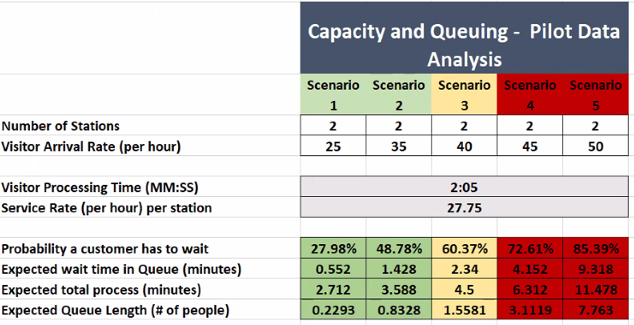 Capacity and Queuing - Pilot Data
Analysis
Scenario Scenario Scenario Scenario Scenario
1 2 3 4 5
Number of Stations 2 2 2 2 2
Visitor Arrival Rate (per hour) 25 35 40 45 50
Visitor Processing Time (MM:SS) 2:05
Service Rate (per hour) per station 27.75
Probability a customer has to wait 27.98% 48.78% 60.37% 72.61% 85.39%
Expected wait time in Queue (minutes) 0.552 1.428 2.34 4.152 9.318
Expected total process (minutes) 2.712 3.588 4.5 6.312 11.478
Expected Queue Length (# of people) 0.2293 0.8328 1.5581 3.1119 7.763